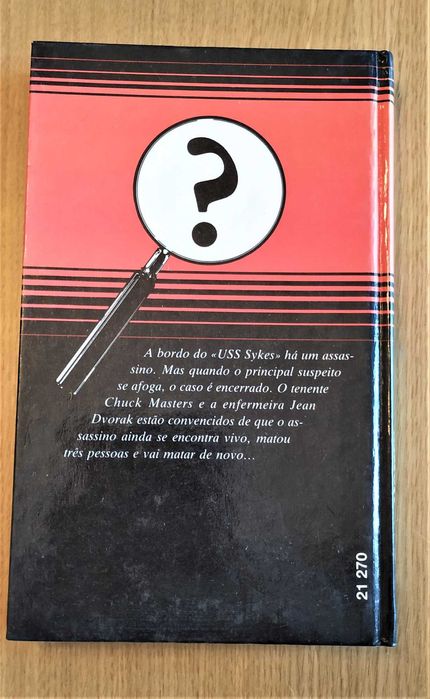 ?
A bordo do «USS Sykes» há um assas-
sino. Mas quando o principal suspeito
se afoga, o caso é encerrado. O tenente
Chuck Masters e a enfermeira Jean
Dvorak estão convencidos de que o as-
sassino ainda se encontra vivo, matou
três pessoas e vai matar de novo...
21 270